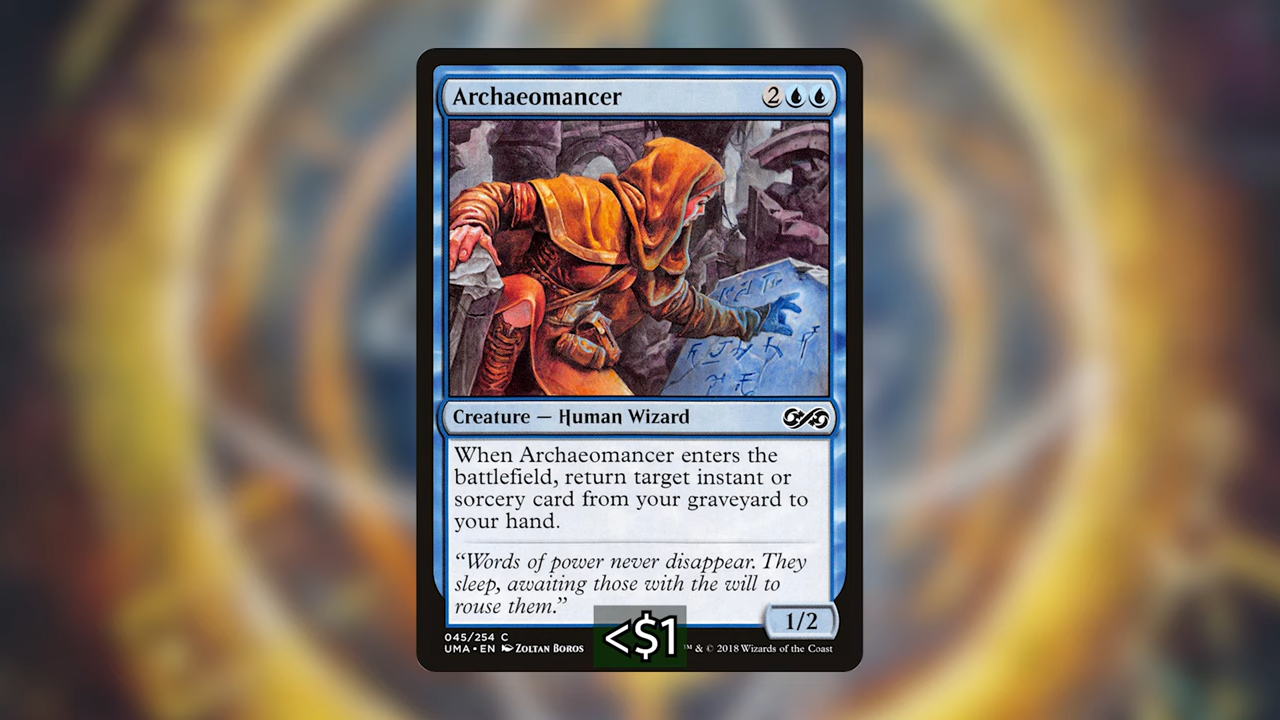 Archaeomancer 2
Creature — Human Wizard
When Archaeomancer enters the
battlefield, return target instant or
sorcery card from your graveyard to
your hand.
“Words of power never disappear. They
sleep, awaiting those with the will to
rouse them.”
1/2
<$1
045/254 C
UMA • EN Zoltan Boros ™ & © 2018 Wizards of the Coast